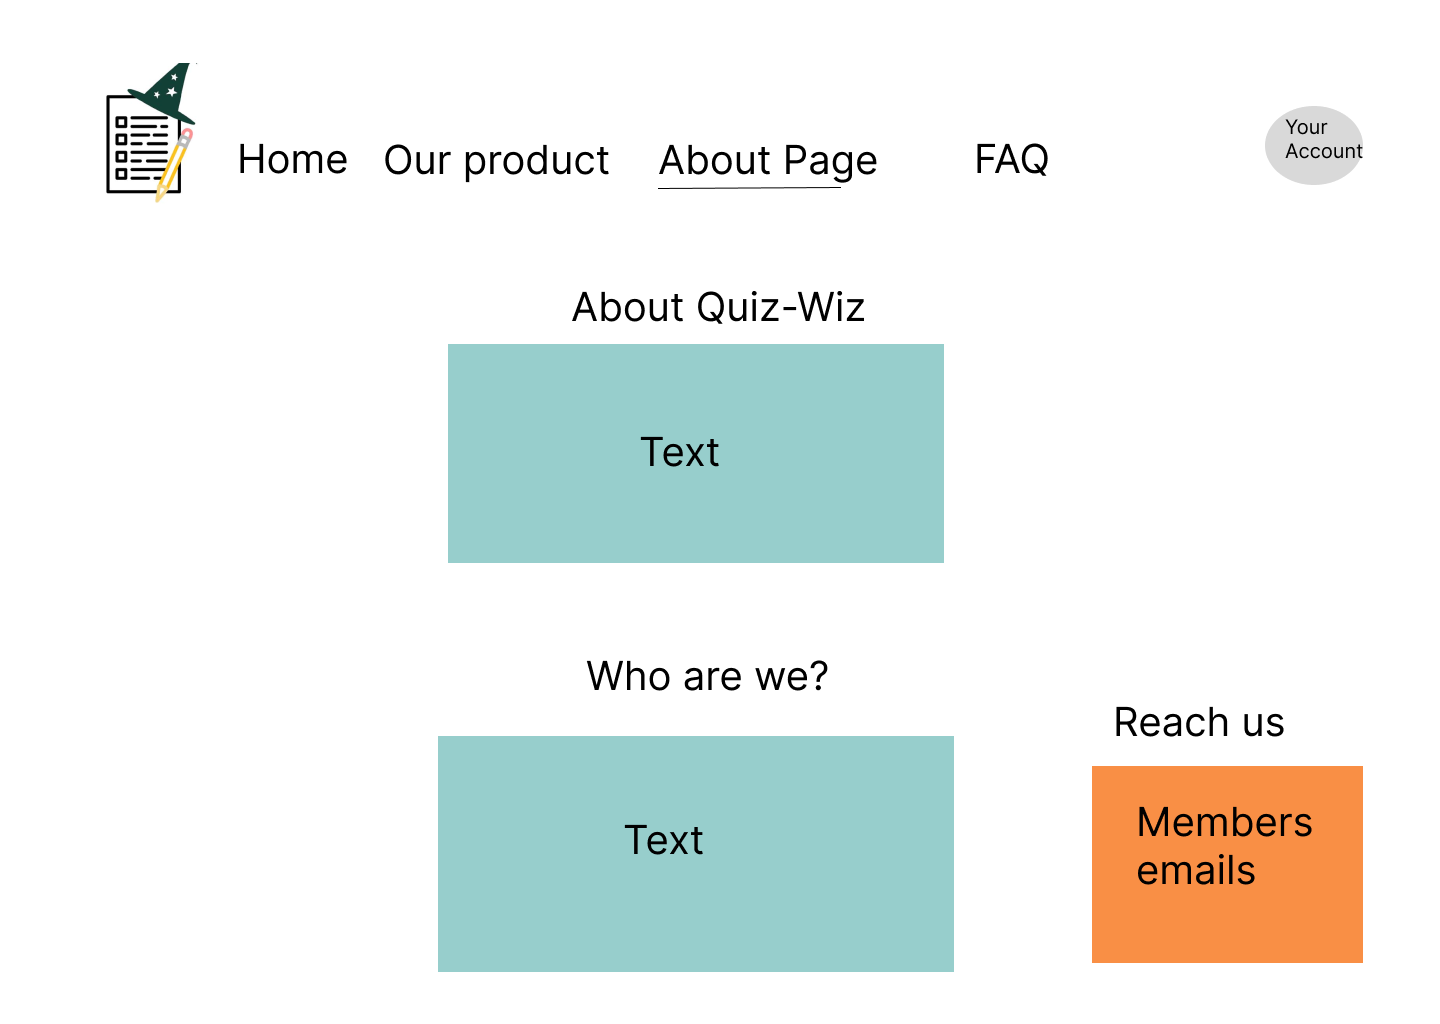 Home Our product About Page FAQ
Your
Account
About Quiz-Wiz
Text
Who are we?
Text
Reach us
Members
emails